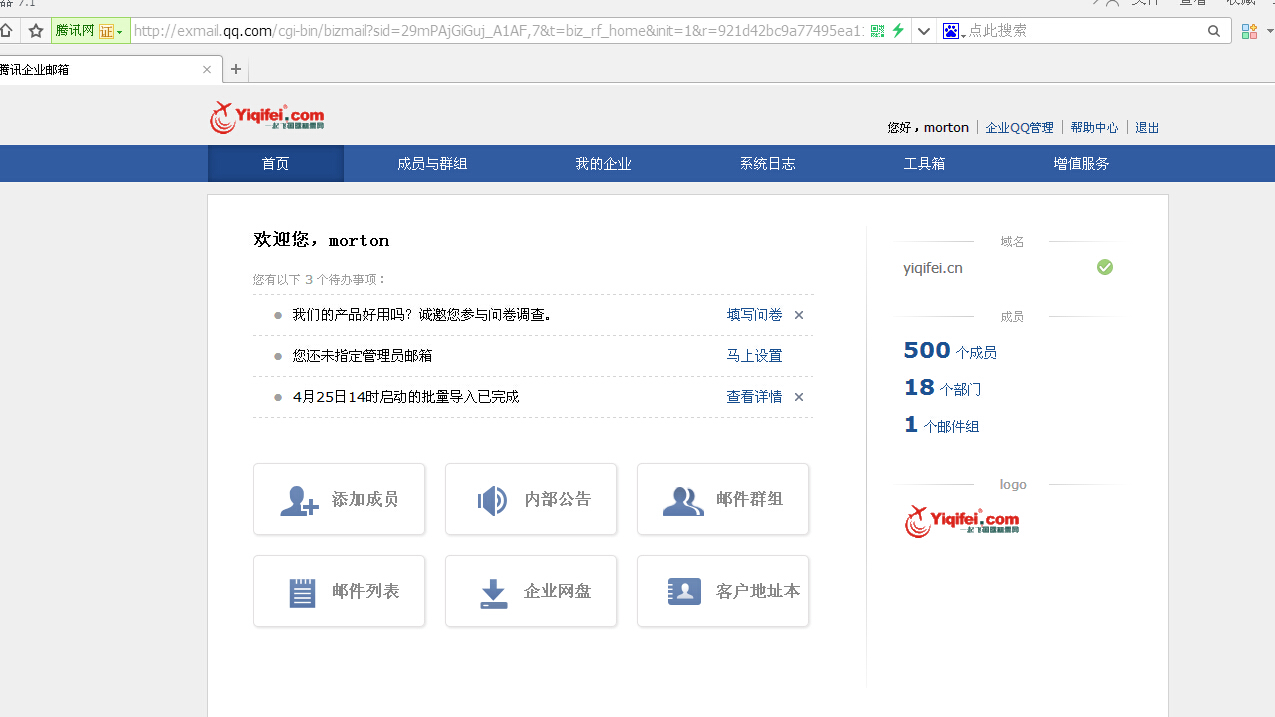 器 7.1
文件 查看 收藏
腾讯网 证 http://exmail.qq.com/cgi-bin/bizmail?sid=29mPAjGiGuj_A1AF,7&t=biz_rf_home&init=1&r=921d42bc9a77495ea1 点此搜索
腾讯企业邮箱 × +
Yiqifei.com
您好，morton 企业QQ管理 帮助中心 退出
首页 成员与群组 我的企业 系统日志 工具箱 增值服务
欢迎您，morton
您有以下 3 个待办事项：
我们的产品好用吗？诚邀您参与问卷调查。 填写问卷 ×
您还未指定管理员邮箱 马上设置
4月25日14时启动的批量导入已完成 查看详情 ×
添加成员 内部公告 邮件群组
邮件列表 企业网盘 客户地址本
域名
yiqifei.cn
成员
500 个成员
18 个部门
1 个邮件组
logo
Yiqifei.com